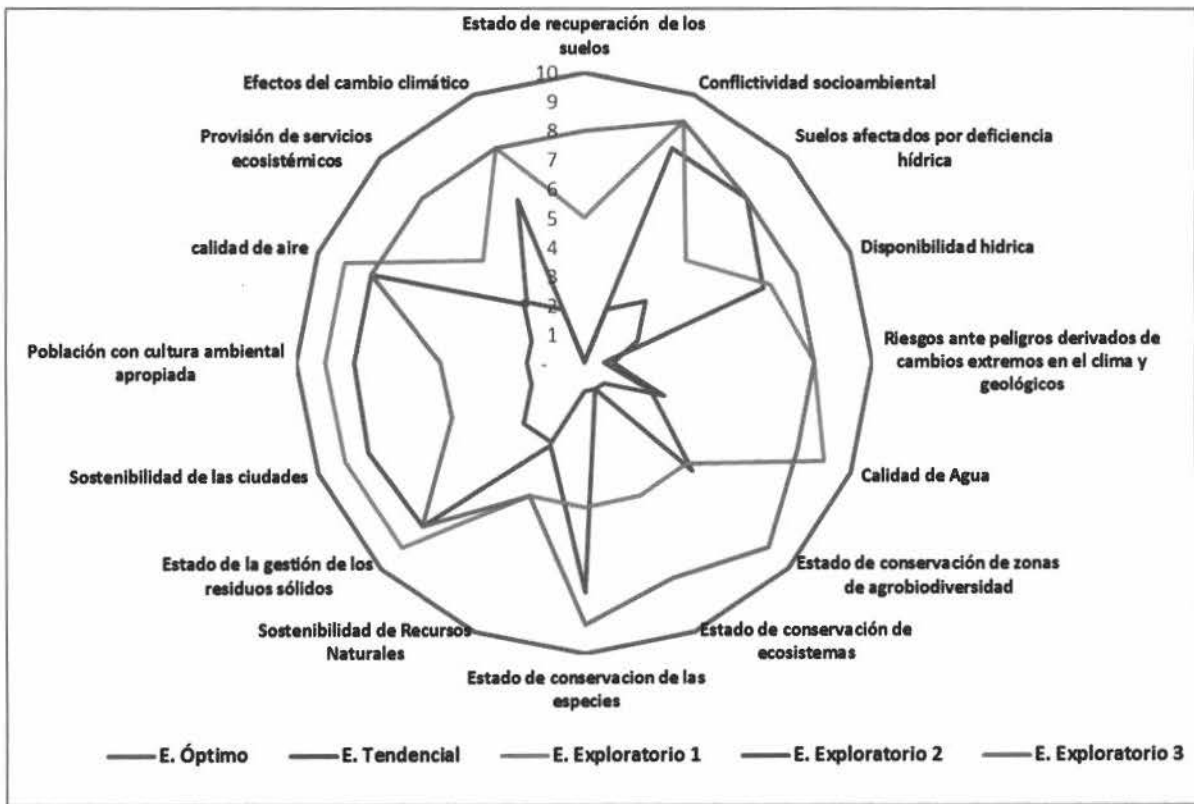 Estado de recuperación de los
suelos
Conflictividad socioambiental
Suelos afectados por deficiencia
hídrica
Disponibilidad hidrica
Riesgos ante peligros derivados de
cambios extremos en el clima y
geológicos
Calidad de Agua
Estado de conservación de zonas
de agrobiodiversidad
Estado de conservación de
ecosistemas
Estado de conservacion de las
especies
Sostenibilidad de Recursos
Naturales
Estado de la gestión de los
residuos sólidos
Sostenibilidad de las ciudades
Población con cultura ambiental
apropiada
calidad de aire
Provisión de servicios
ecosistémicos
Efectos del cambio climático
10
9
8
7
6
5
4
3
2
1
-
E. Óptimo E. Tendencial E. Exploratorio 1 E. Exploratorio 2 E. Exploratorio 3